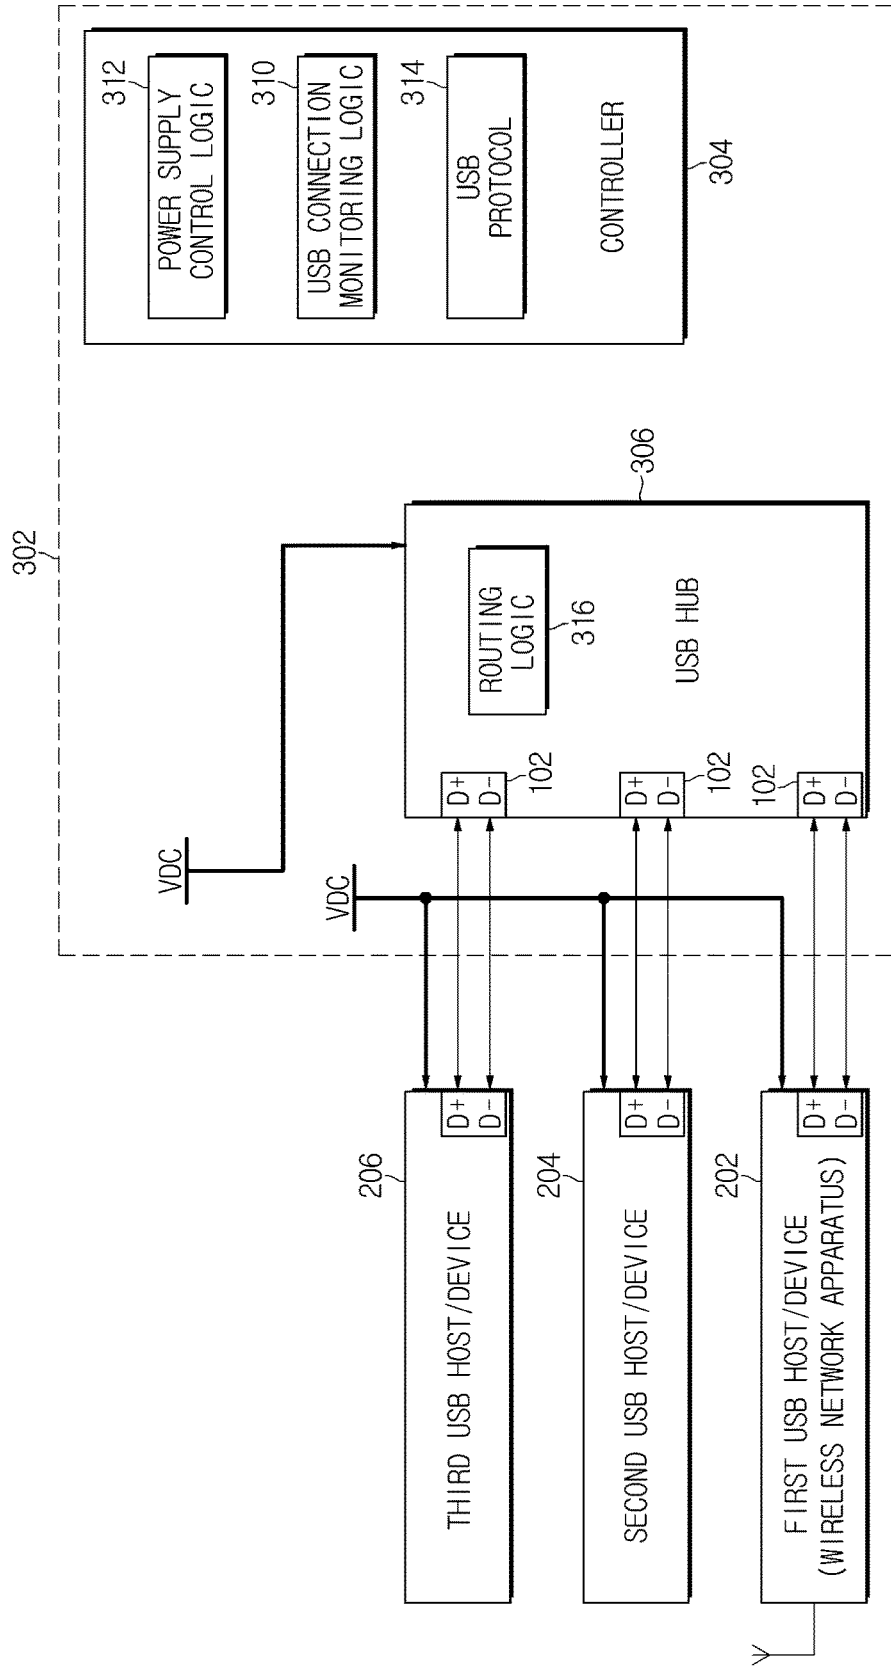 302
312
POWER SUPPLY
CONTROL LOGIC
310
USB CONNECTION
MONITORING LOGIC
314
USB
PROTOCOL
CONTROLLER
304
VDC
VDC
306
ROUTING
LOGIC
316
USB HUB
D+
D-
102
D+
D-
102
D+
D-
102
206
D+
D-
THIRD USB HOST/DEVICE
204
D+
D-
SECOND USB HOST/DEVICE
202
D+
D-
FIRST USB HOST/DEVICE
(WIRELESS NETWORK APPARATUS)